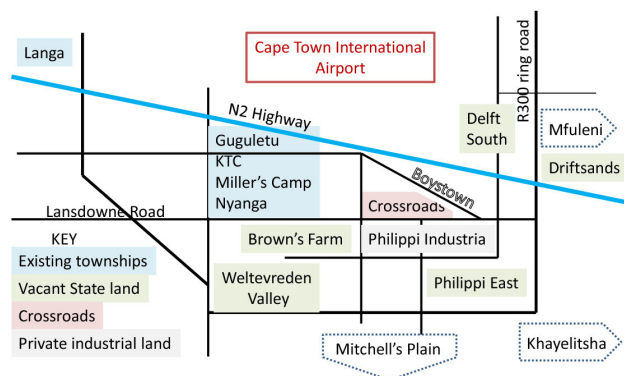 Cape Town International
Airport
R300 ring road
Langa
N2 Highway
Delft
South
Mfuleni
Guguletu
KTC
Miller's Camp
Nyanga
Boystown
Driftsands
Crossroads
Lansdowne Road
KEY
Existing townships
Vacant State land
Crossroads
Private industrial land
Brown's Farm
Philippi Industria
Weltevreden
Valley
Philippi East
Mitchell's Plain
Khayelitsha